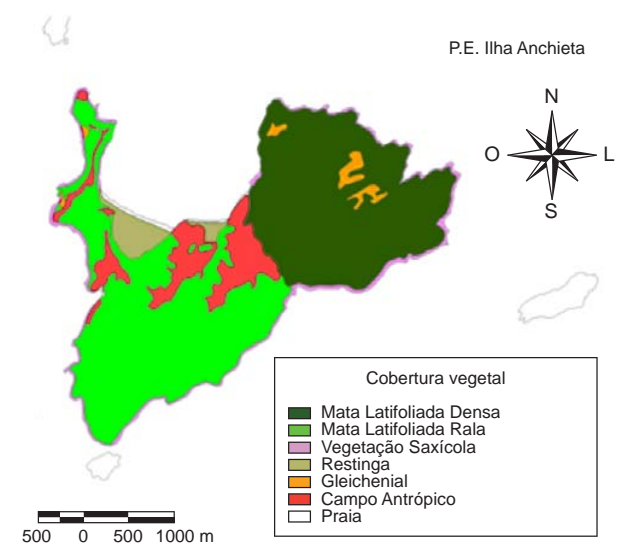 P.E. Ilha Anchieta
N
O
L
S
Cobertura vegetal
Mata Latifoliada Densa
Mata Latifoliada Rala
Vegetação Saxícola
Restinga
Gleichenial
Campo Antrópico
Praia
500 0 500 1000 m